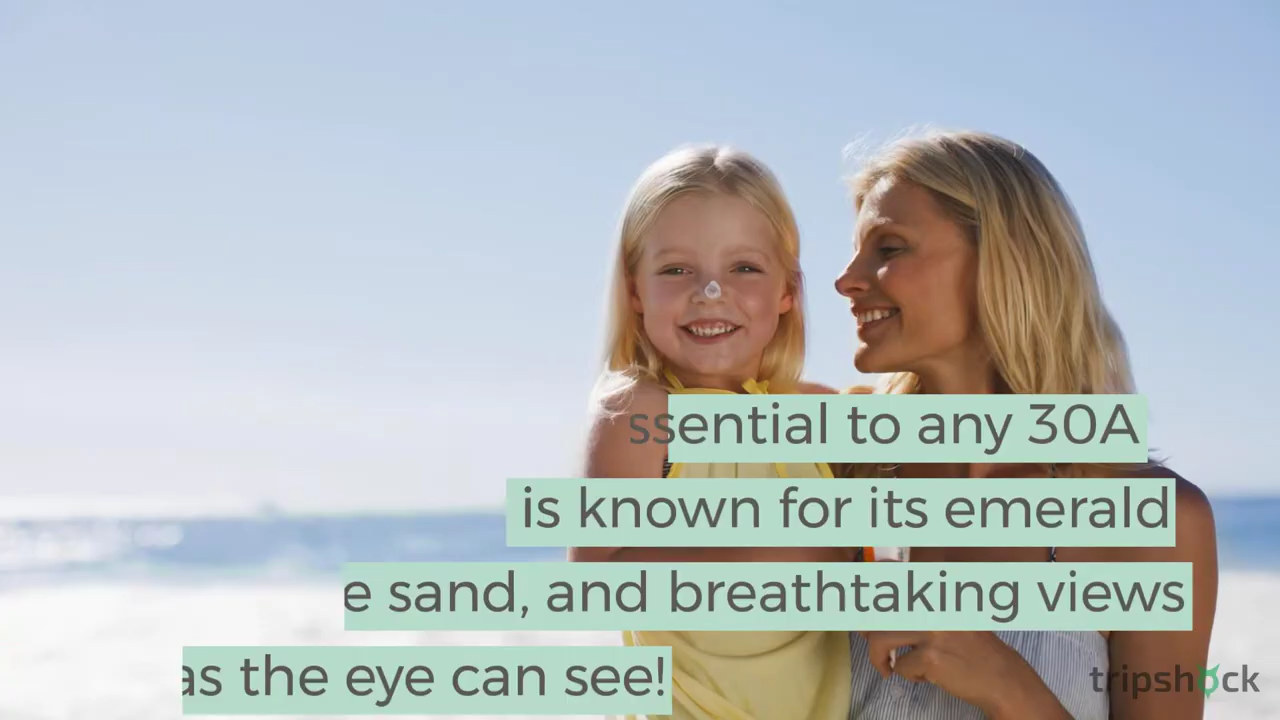 ssential to any 30A
is known for its emerald
e sand, and breathtaking views
as the eye can see!
tripshock